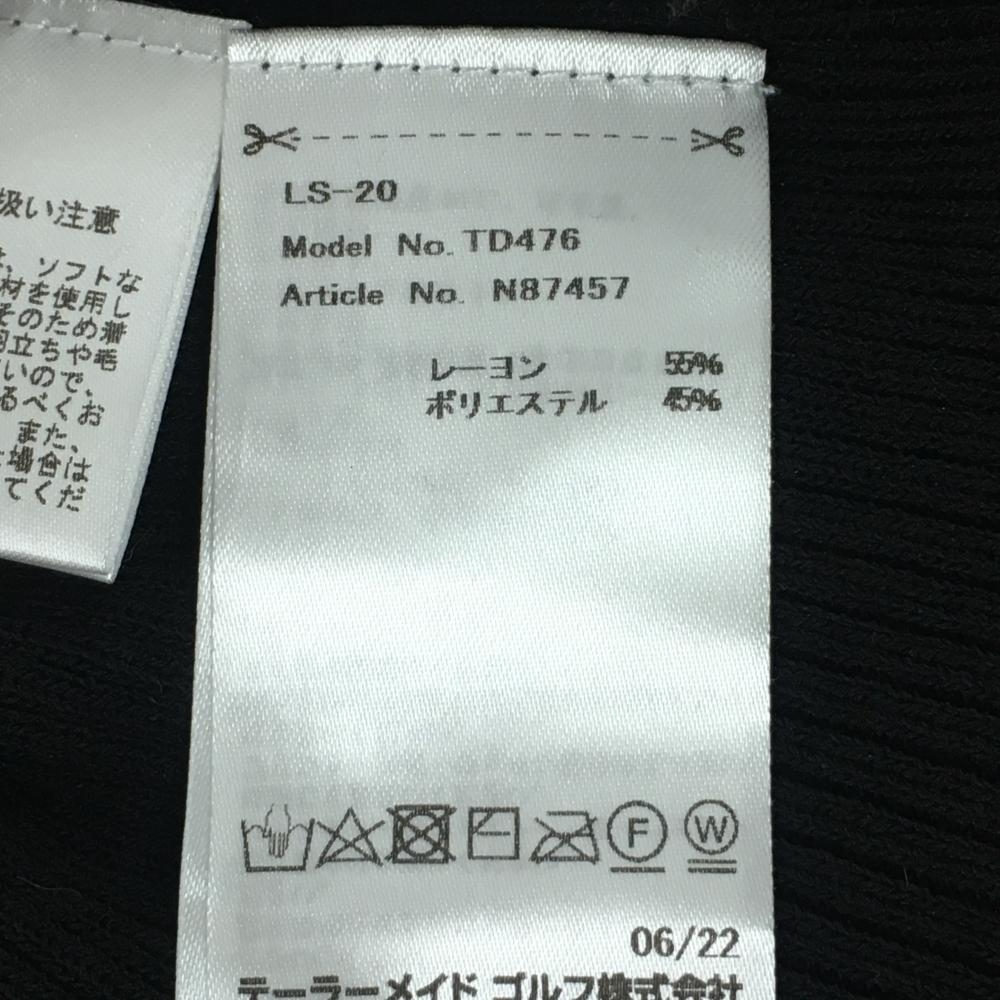 扱い注意
、ソフトな
材を使用し
そのため着
羽立ちや毛
いので、
るべくお
また、
場合は
てくだ
LS-20
Model No. TD476
Article No. N87457
レーヨン 55%
ポリエステル 45%
F W
06/22
テーラーメイド ゴルフ株式会社